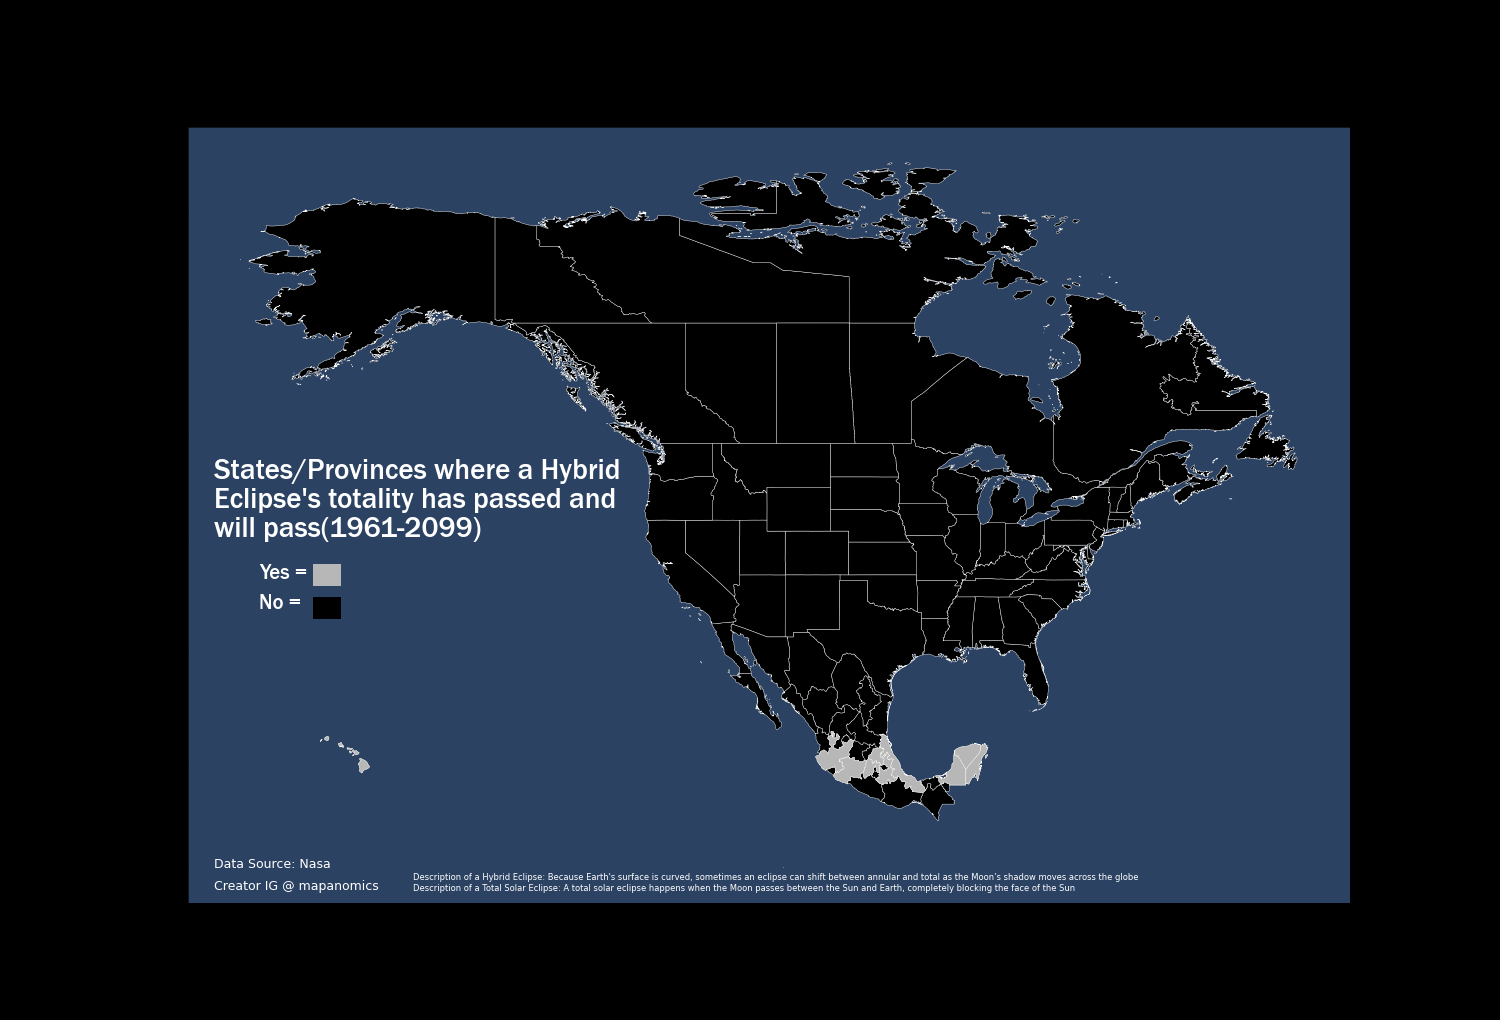 States/Provinces where a Hybrid
Eclipse's totality has passed and
will pass(1961-2099)
Yes =
No =
Data Source: Nasa
Creator IG @ mapanomics
Description of a Hybrid Eclipse: Because Earth's surface is curved, sometimes an eclipse can shift between annular and total as the Moon's shadow moves across the globe
Description of a Total Solar Eclipse: A total solar eclipse happens when the Moon passes between the Sun and Earth, completely blocking the face of the Sun